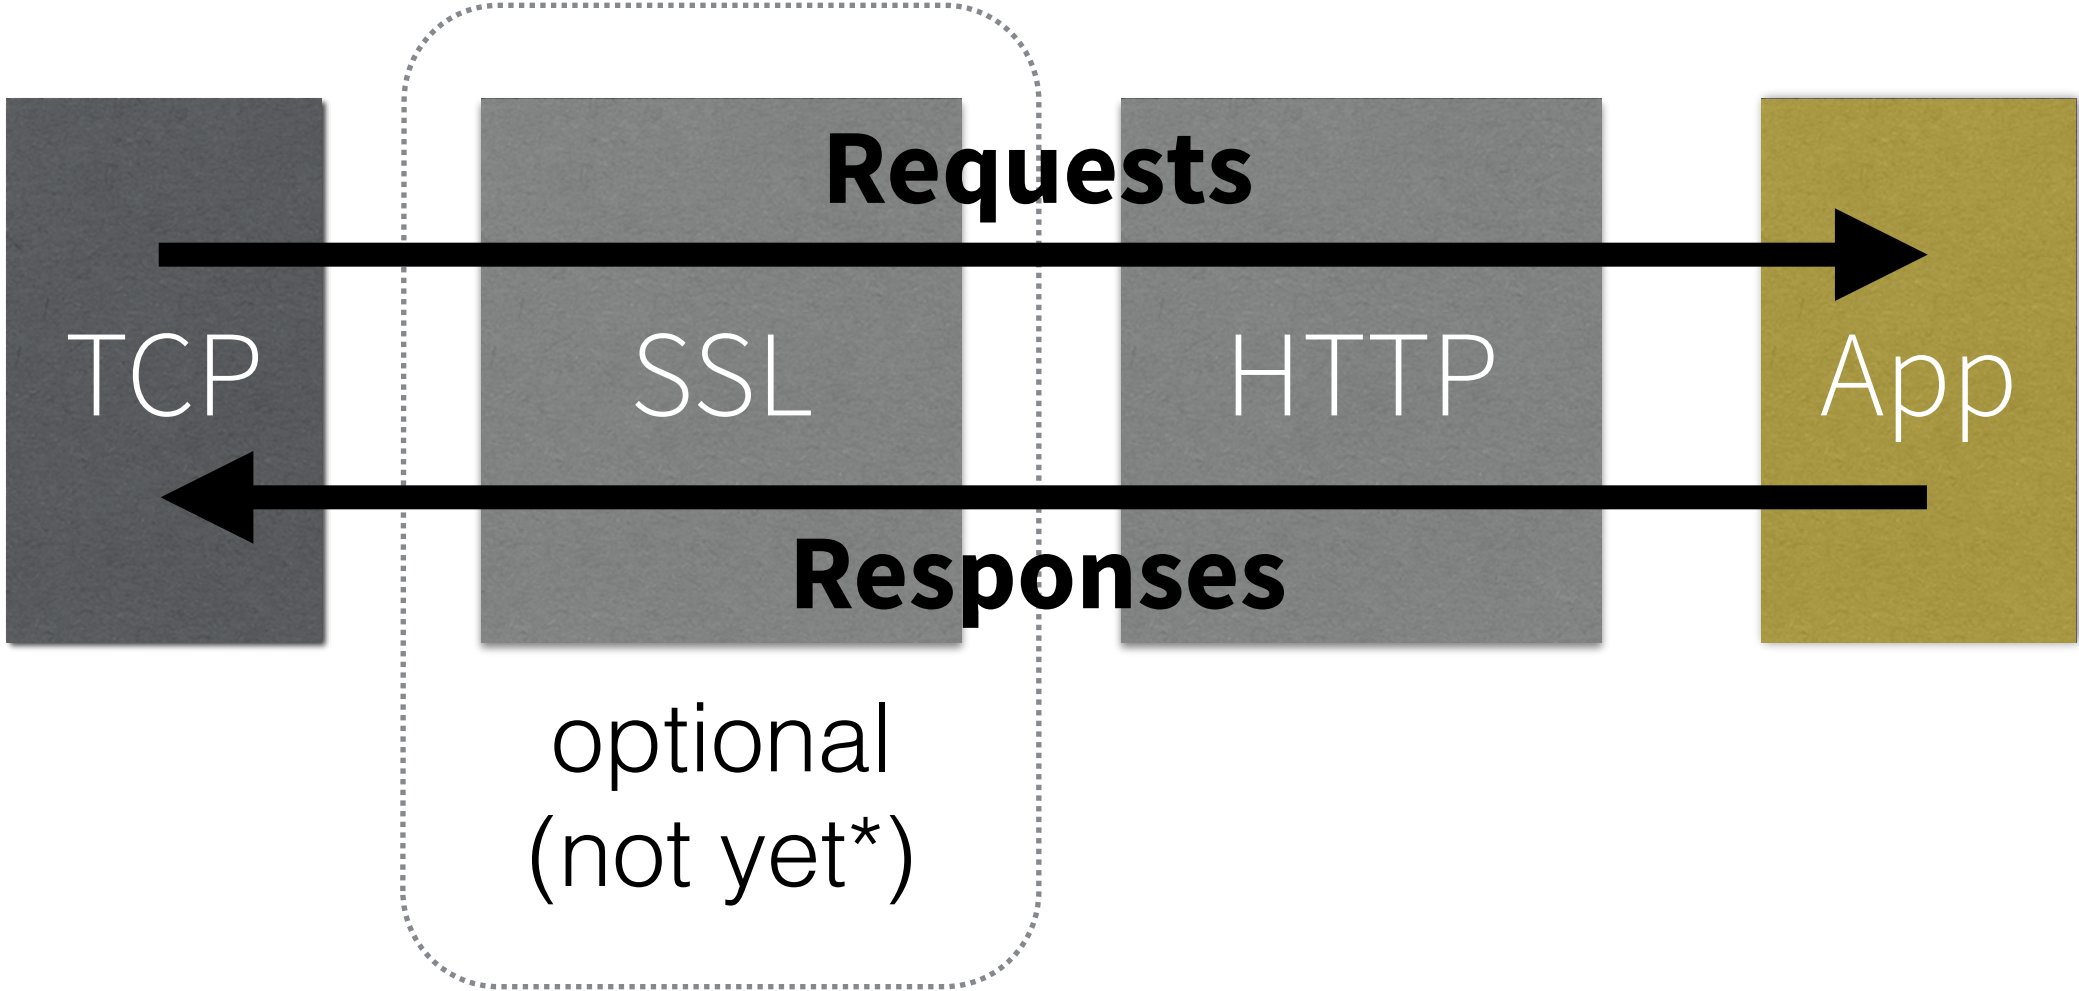 Requests
TCP
SSL
HTTP
App
Responses
optional
(not yet*)